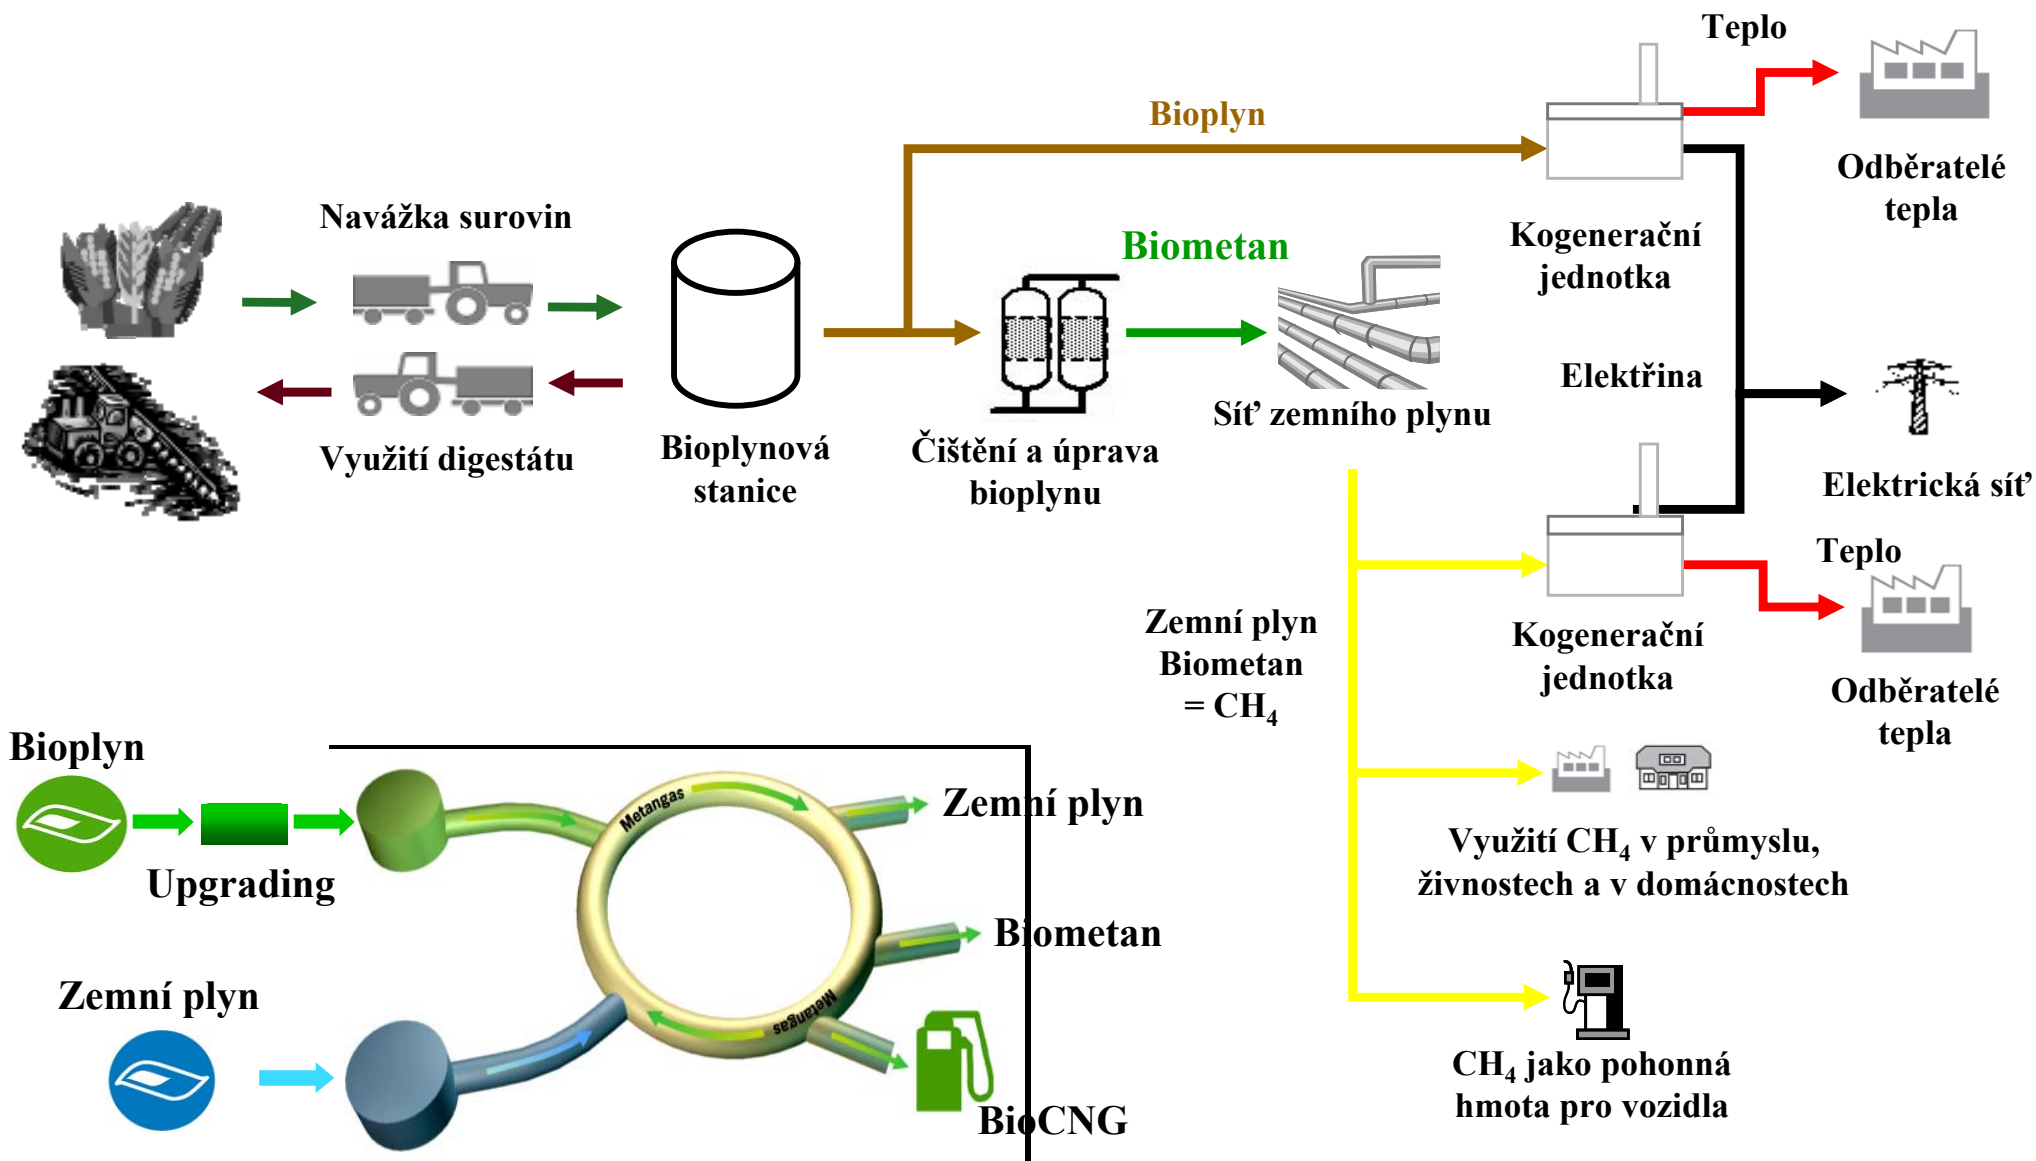 Teplo
Bioplyn
Odběratelé
tepla
Navážka surovin
Biometan
Kogenerační
jednotka
Elektřina
Síť zemního plynu
Využití digestátu
Bioplynová
stanice
Čištění a úprava
bioplynu
Elektrická síť
Teplo
Zemní plyn
Biometan
= CH₄
Kogenerační
jednotka
Odběratelé
tepla
Bioplyn
Upgrading
Metangas
Zemní plyn
Využití CH₄ v průmyslu,
živnostech a v domácnostech
Biometan
Zemní plyn
Metangas
BioCNG
CH₄ jako pohonná
hmota pro vozidla